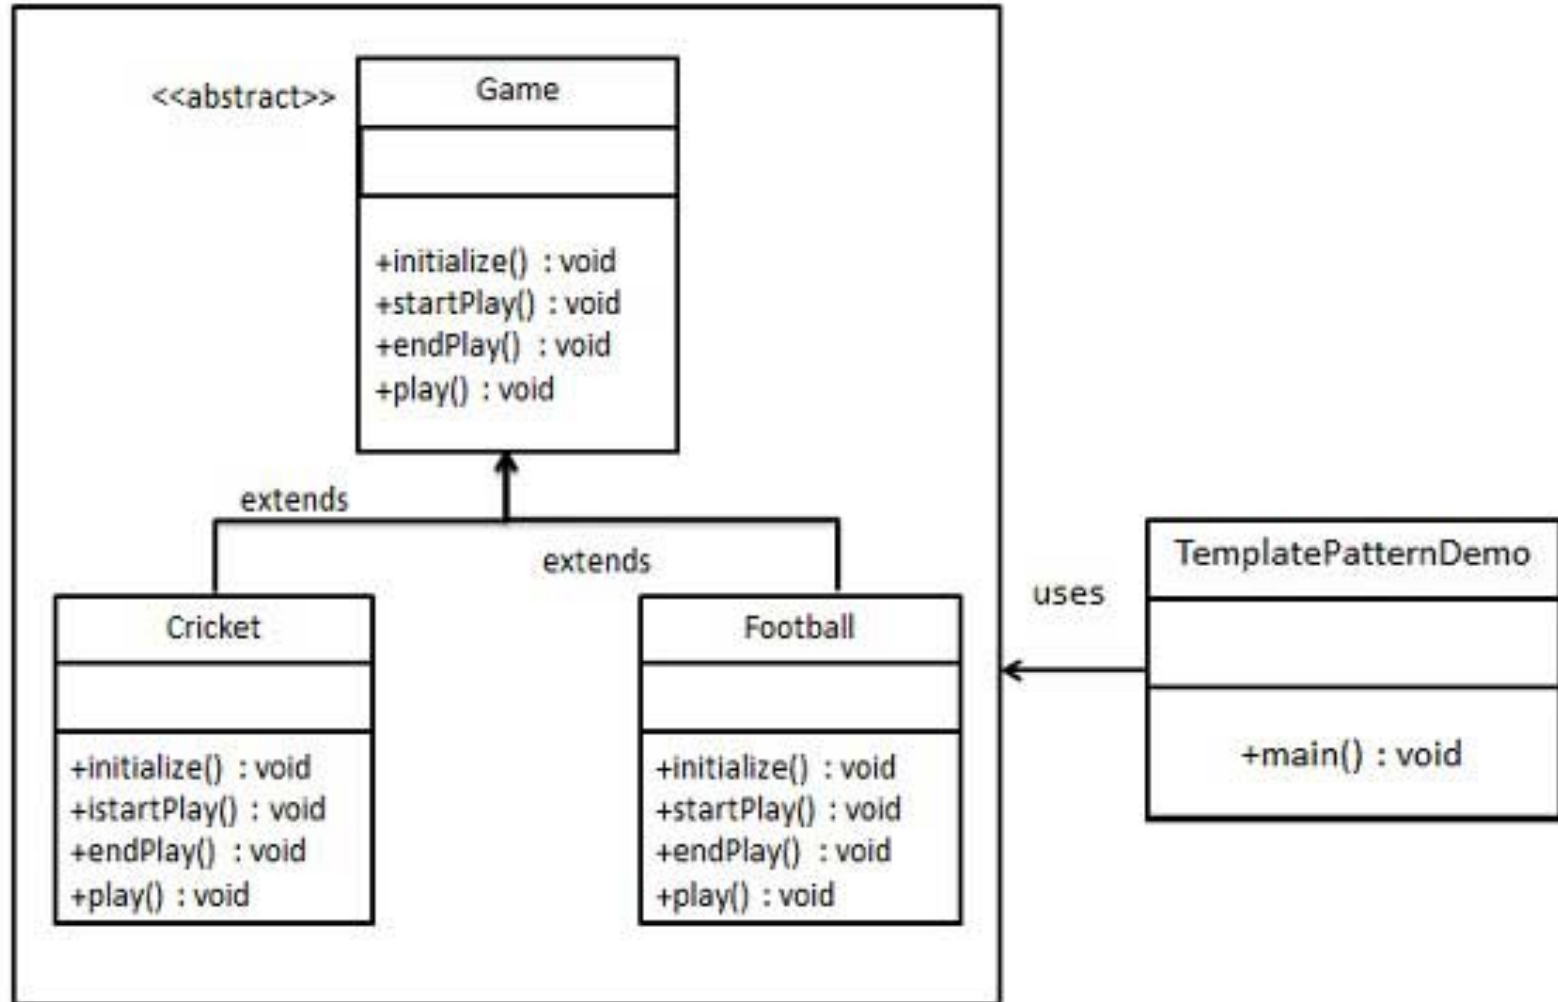 <<abstract>>
Game
+initialize() : void
+startPlay() : void
+endPlay() : void
+play() : void
extends
extends
Cricket
+initialize() : void
+istartPlay() : void
+endPlay() : void
+play() : void
Football
+initialize() : void
+startPlay() : void
+endPlay() : void
+play() : void
uses
TemplatePatternDemo
+main() : void